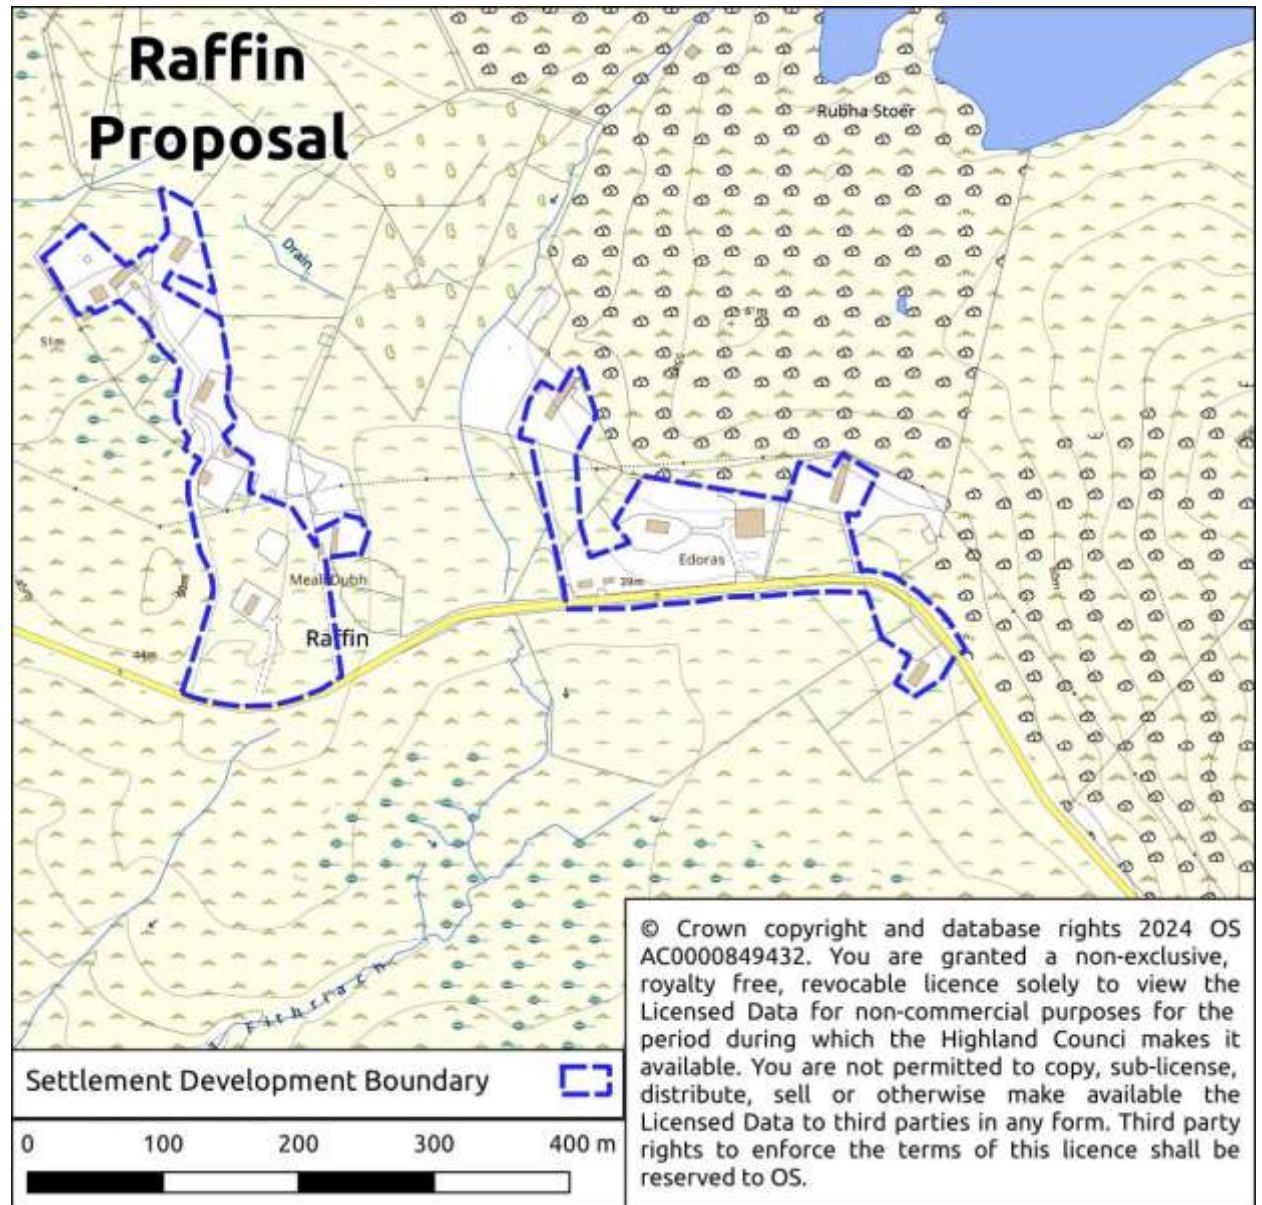 Raffin
Proposal
Rubha Stoer
Drain
51m
Edoras
39m
Meall Dubh
Raffin
44m
Fithriach
© Crown copyright and database rights 2024 OS
AC0000849432. You are granted a non-exclusive,
royalty free, revocable licence solely to view the
Licensed Data for non-commercial purposes for the
period during which the Highland Counci makes it
available. You are not permitted to copy, sub-license,
distribute, sell or otherwise make available the
Licensed Data to third parties in any form. Third party
rights to enforce the terms of this licence shall be
reserved to OS.
Settlement Development Boundary
0 100 200 300 400 m